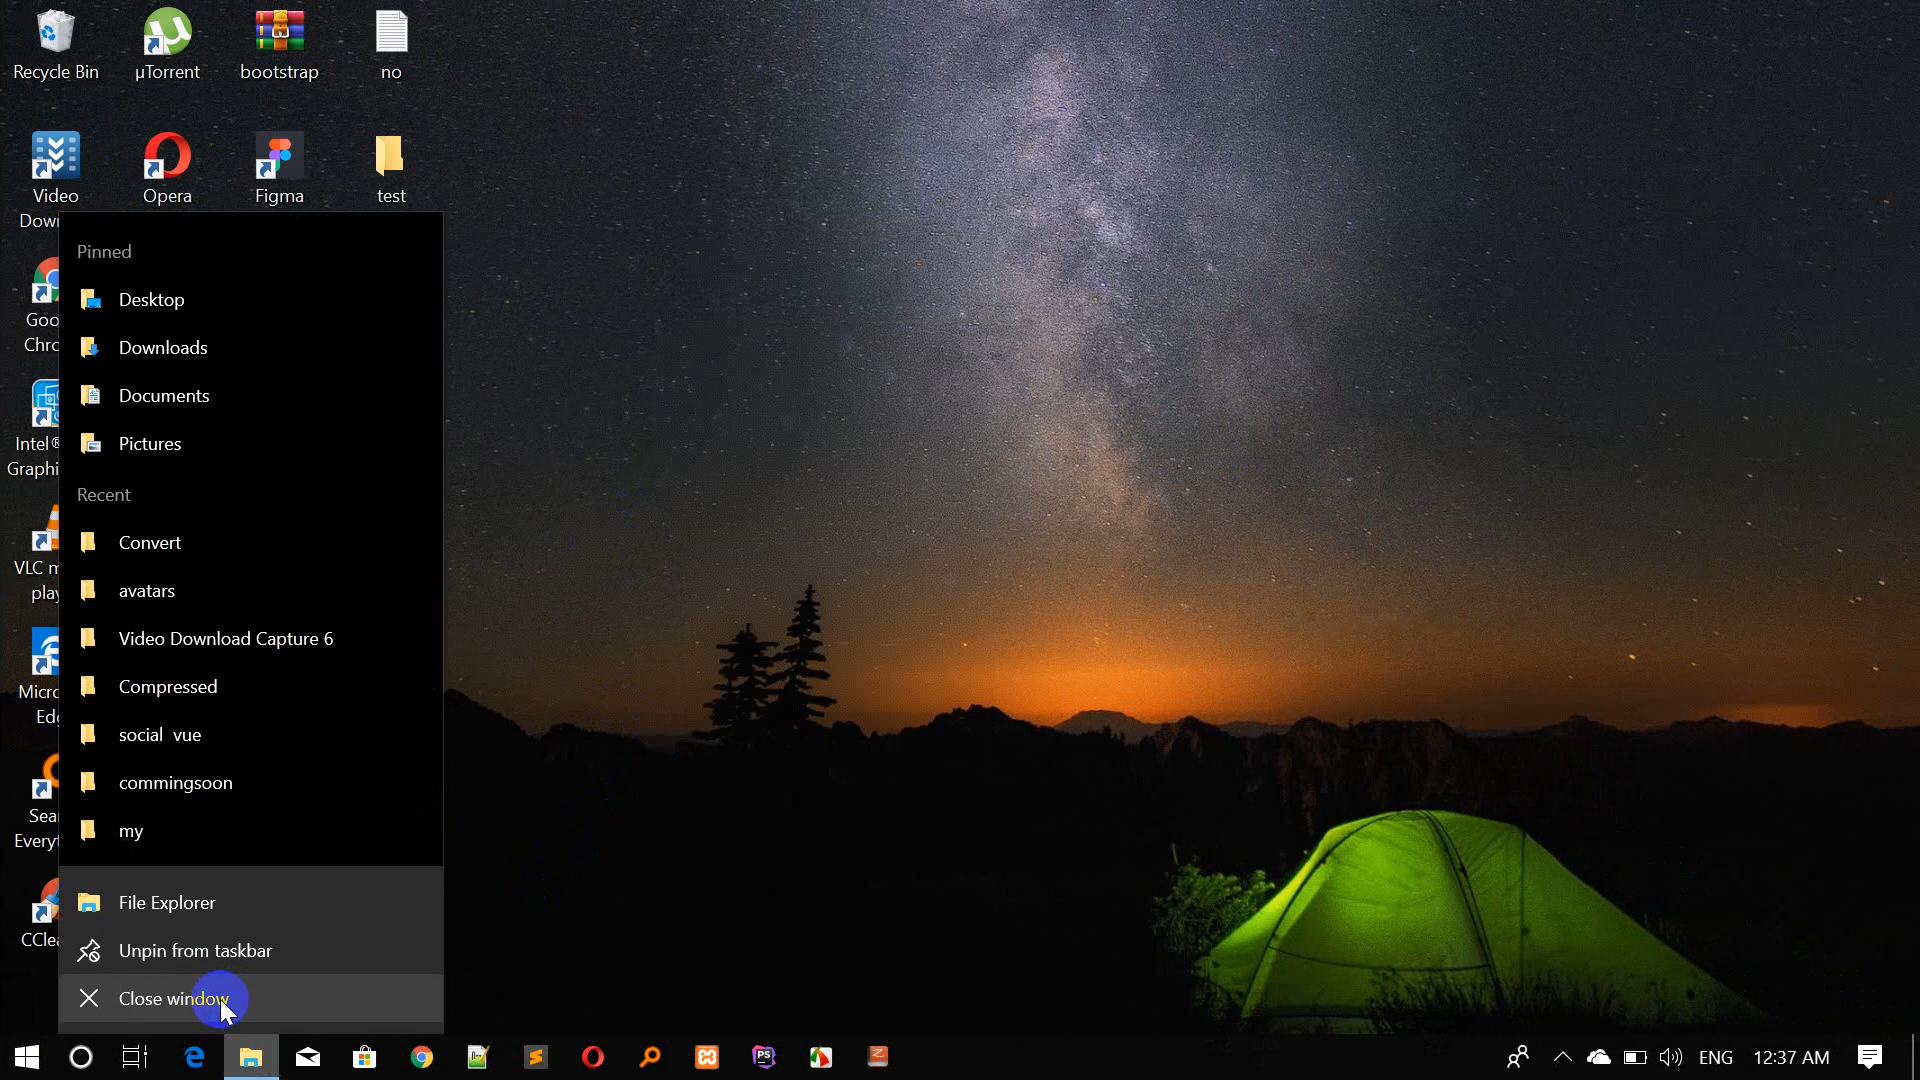 Recycle Bin
µTorrent
bootstrap
no
Video
Opera
Figma
test
Pinned
Desktop
Downloads
Documents
Pictures
Recent
Convert
avatars
Video Download Capture 6
Compressed
social vue
commingsoon
my
File Explorer
Unpin from taskbar
Close window
ENG
12:37 AM